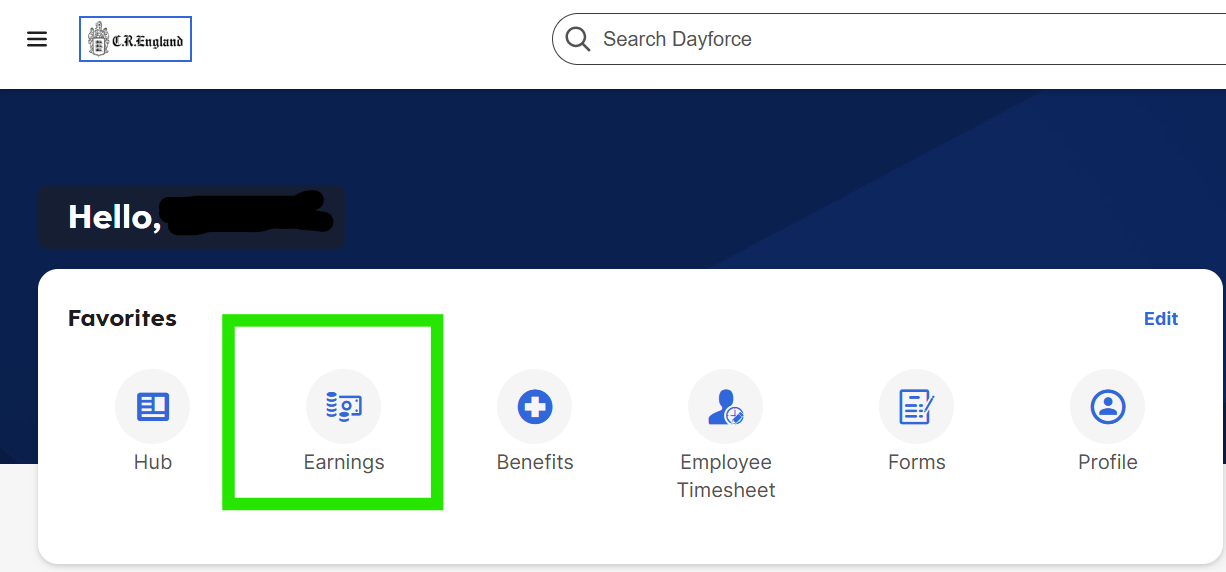 C.R.England
Search Dayforce
Hello,
Favorites
Edit
Hub
Earnings
Benefits
Employee
Timesheet
Forms
Profile